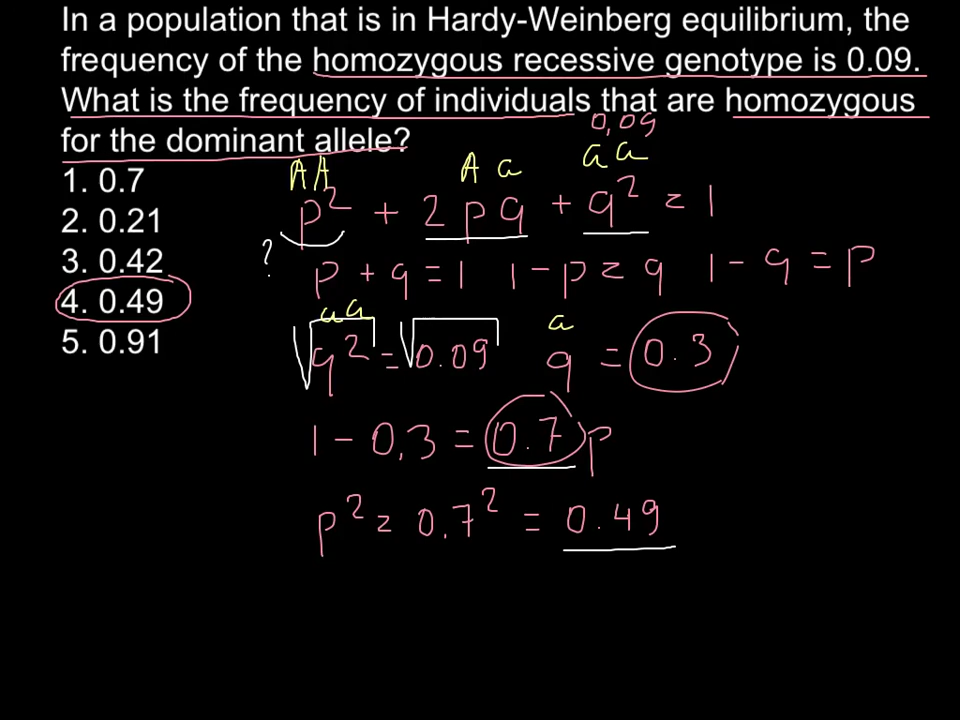 In a population that is in Hardy-Weinberg equilibrium, the
frequency of the homozygous recessive genotype is 0.09.
What is the frequency of individuals that are homozygous
for the dominant allele?
0,09
1. 0.7
AA Aa aa
2. 0.21
p² + 2pq + q² = 1
3. 0.42
?
p + q = 1 1 - p = q 1 - q = p
4. 0.49
aa a
5. 0.91
√q² = √0.09 q = 0.3
1 - 0,3 = 0.7 p
p² = 0.7² = 0.49